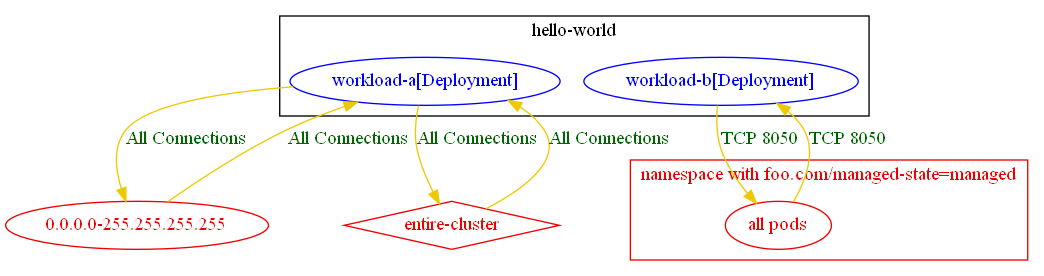 hello-world
workload-a[Deployment]
workload-b[Deployment]
All Connections
All Connections
All Connections
All Connections
TCP 8050
TCP 8050
namespace with foo.com/managed-state=managed
0.0.0.0-255.255.255.255
entire-cluster
all pods